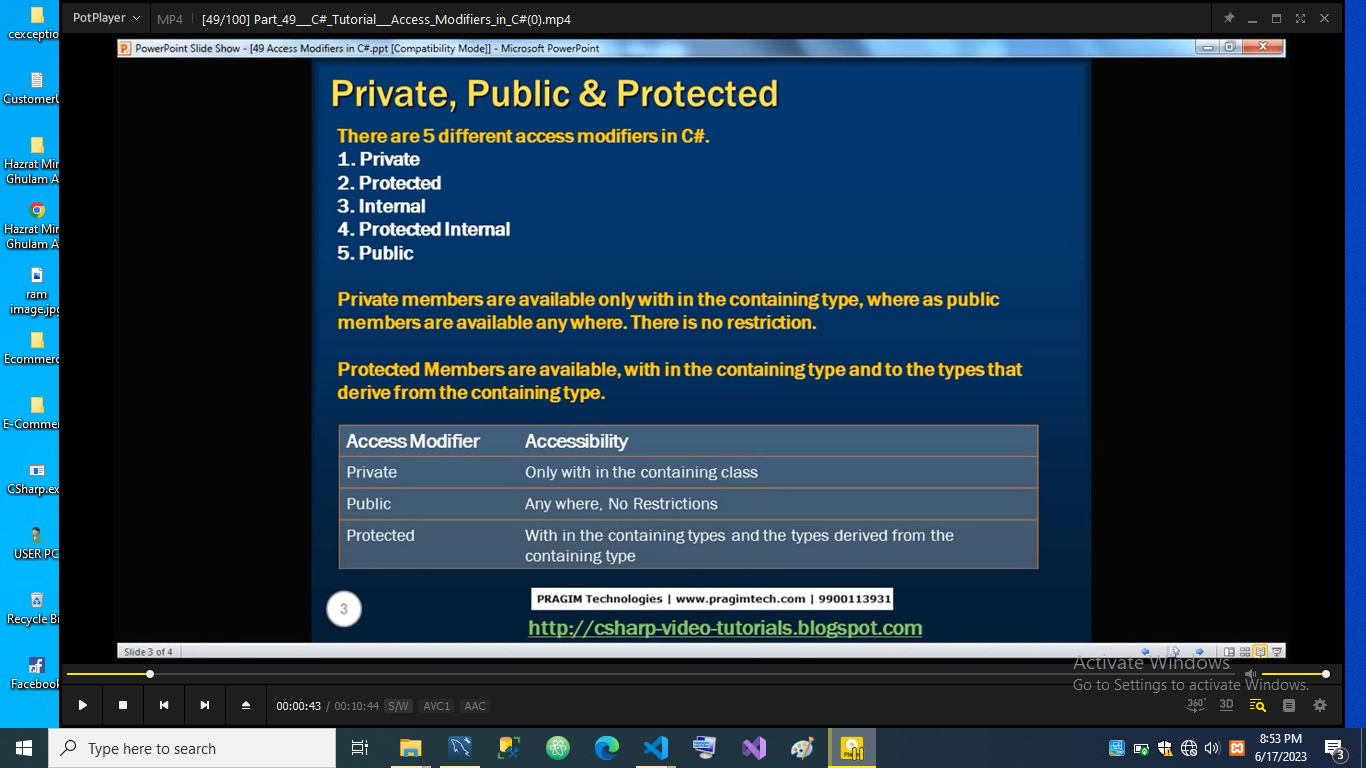 PotPlayer
MP4
[49/100] Part_49___C#_Tutorial___Access_Modifiers_in_C#(0).mp4
PowerPoint Slide Show - [49 Access Modifiers in C#.ppt [Compatibility Mode]] - Microsoft PowerPoint
Private, Public & Protected
There are 5 different access modifiers in C#.
1. Private
2. Protected
3. Internal
4. Protected Internal
5. Public
Private members are available only with in the containing type, where as public
members are available any where. There is no restriction.
Protected Members are available, with in the containing type and to the types that
derive from the containing type.
Access Modifier Accessibility
Private Only with in the containing class
Public Any where, No Restrictions
Protected With in the containing types and the types derived from the
containing type
3
PRAGIM Technologies | www.pragimtech.com | 9900113931
http://csharp-video-tutorials.blogspot.com
Slide 3 of 4
Activate Windows
Go to Settings to activate Windows.
00:00:43 / 00:10:44 S/W AVC1 AAC
360° 3D
cexceptio
CustomerU
Hazrat Mir
Ghulam A
Hazrat Mir
Ghulam A
ram
image.jpg
Ecommerc
E-Commer
CSharp.ex
USER PC
Recycle Bi
Facebook
Type here to search
8:53 PM
6/17/2023
3